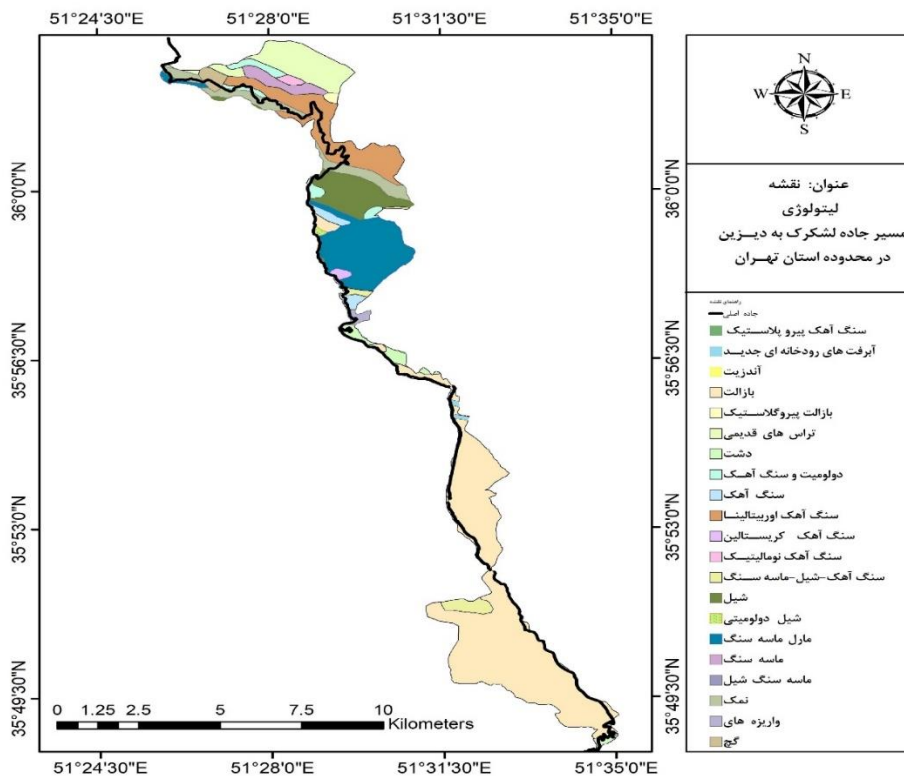 51°24'30"E 51°28'0"E 51°31'30"E 51°35'0"E
36°0'0"N
35°56'30"N
35°53'0"N
35°49'30"N
36°0'0"N
35°56'30"N
35°53'0"N
35°49'30"N
0 1.25 2.5 5 7.5 10
Kilometers
51°24'30"E 51°28'0"E 51°31'30"E 51°35'0"E
N
W E
S
عنوان: نقشه
لیتولوژی
مسیر جاده لشکرک به دیزین
در محدوده استان تهران
راهنمای نقشه
جاده اصلی
سنگ آهک پیرو پلاستیک
آبرفت های رودخانه ای جدید
آندزیت
بازالت
بازالت پیروگلاستیک
تراس های قدیمی
دشت
دولومیت و سنگ آهک
سنگ آهک
سنگ آهک اوربیتالینا
سنگ آهک کریستالین
سنگ آهک نومالیتیک
سنگ آهک-شیل-ماسه سنگ
شیل
شیل دولومیتی
مارل ماسه سنگ
ماسه سنگ
ماسه سنگ شیل
نمک
واریزه های
گچ